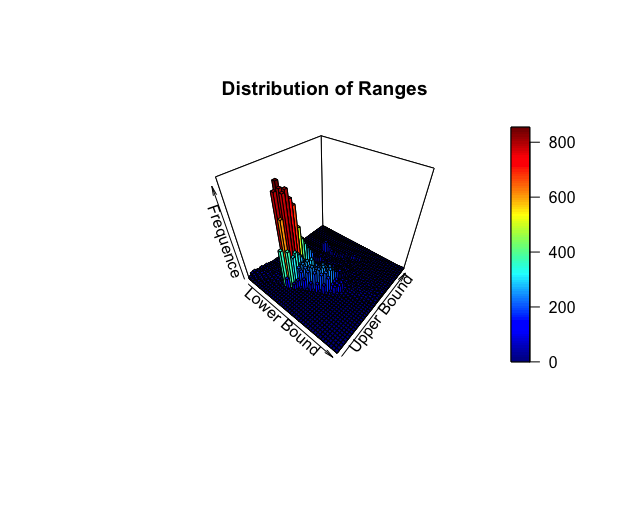 Distribution of Ranges
Frequence
Lower Bound
Upper Bound
800
600
400
200
0